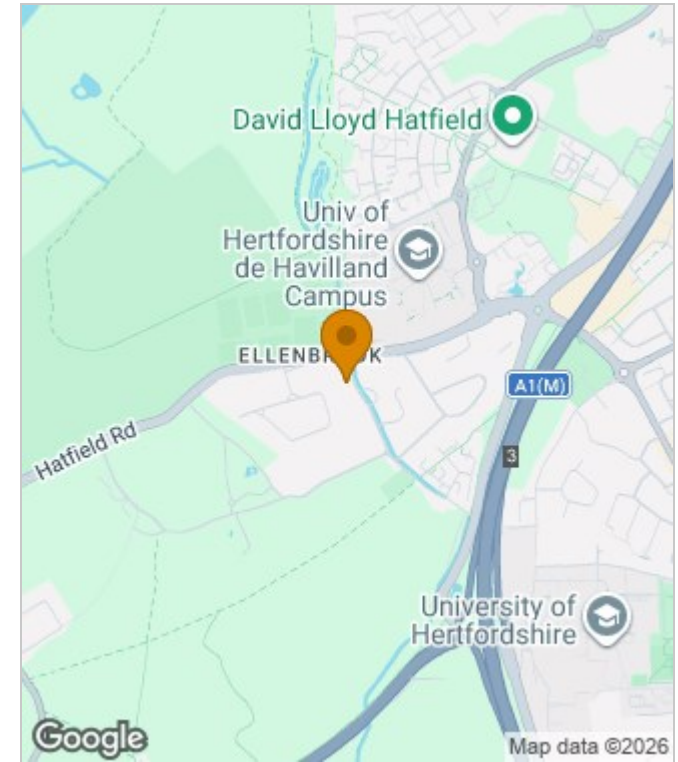 David Lloyd Hatfield
Univ of
Hertfordshire
de Havilland
Campus
ELLENBROOK
A1(M)
Hatfield Rd
3
University of
Hertfordshire
Google
Map data ©2026